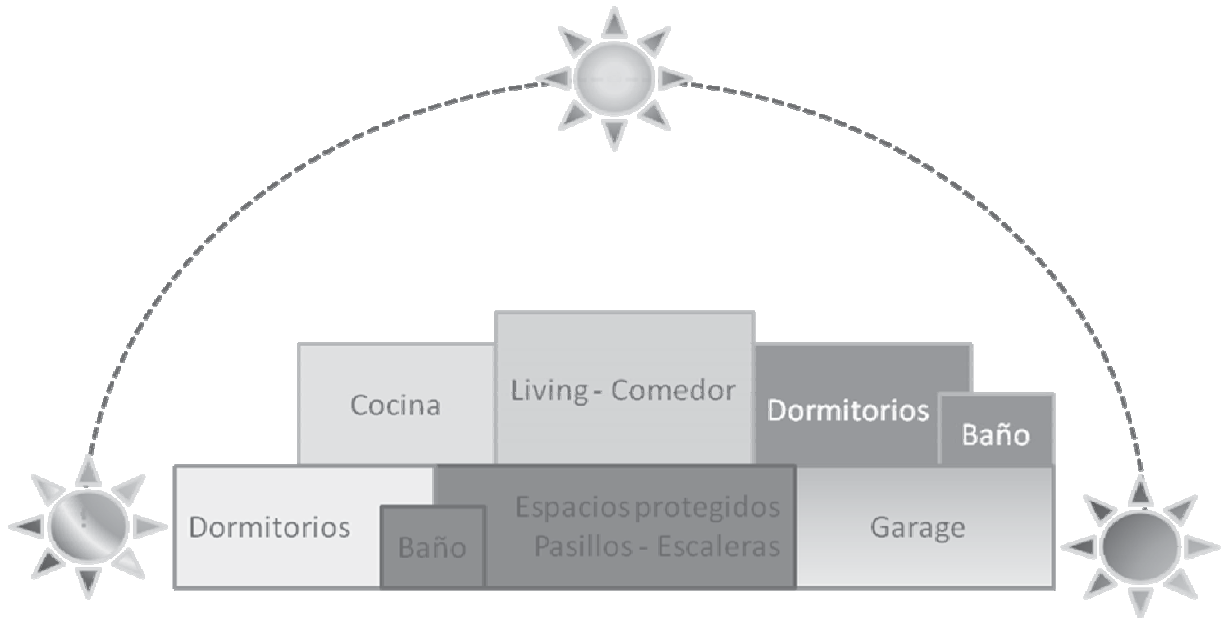 Cocina
Living - Comedor
Dormitorios
Baño
Dormitorios
Baño
Espacios protegidos
Pasillos - Escaleras
Garage